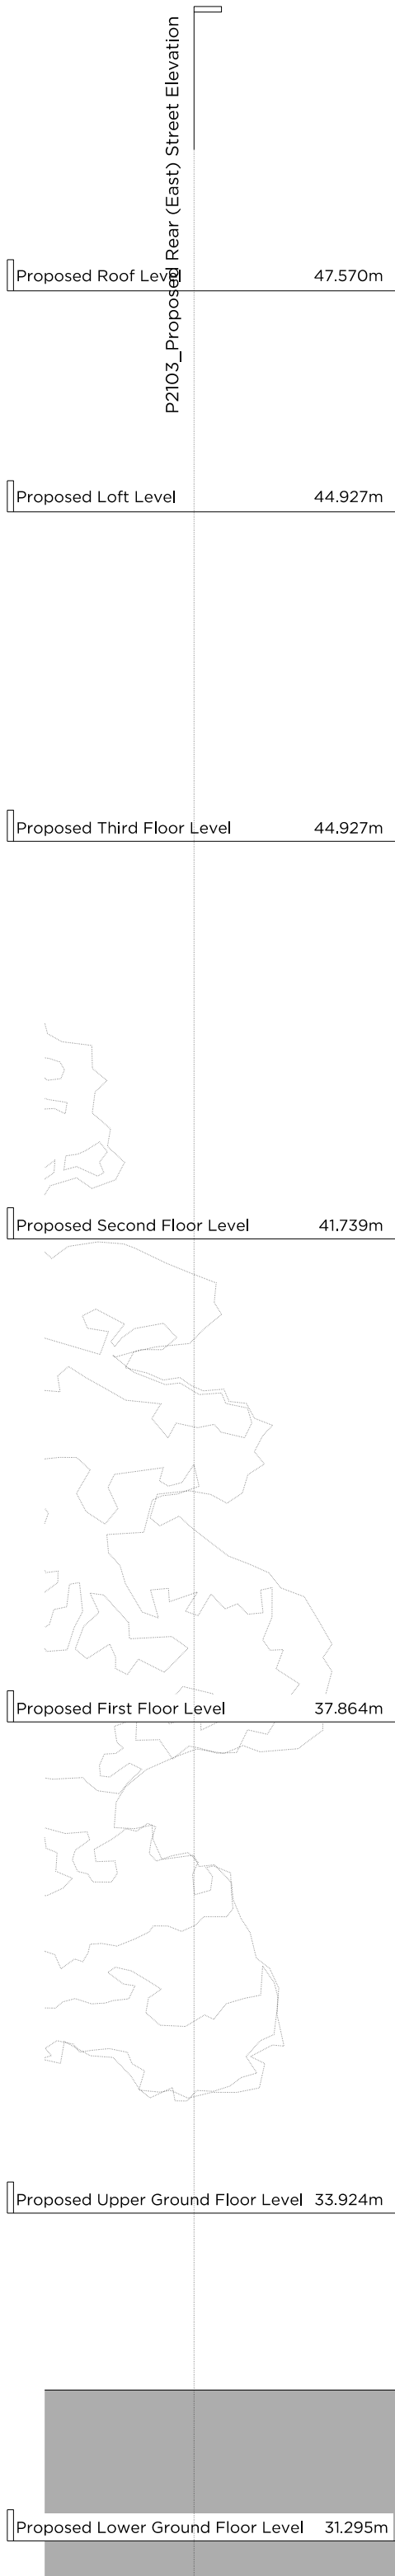 P2103_Proposed Rear (East) Street Elevation
Proposed Roof Level 47.570m
Proposed Loft Level 44.927m
Proposed Third Floor Level 44.927m
Proposed Second Floor Level 41.739m
Proposed First Floor Level 37.864m
Proposed Upper Ground Floor Level 33.924m
Proposed Lower Ground Floor Level 31.295m